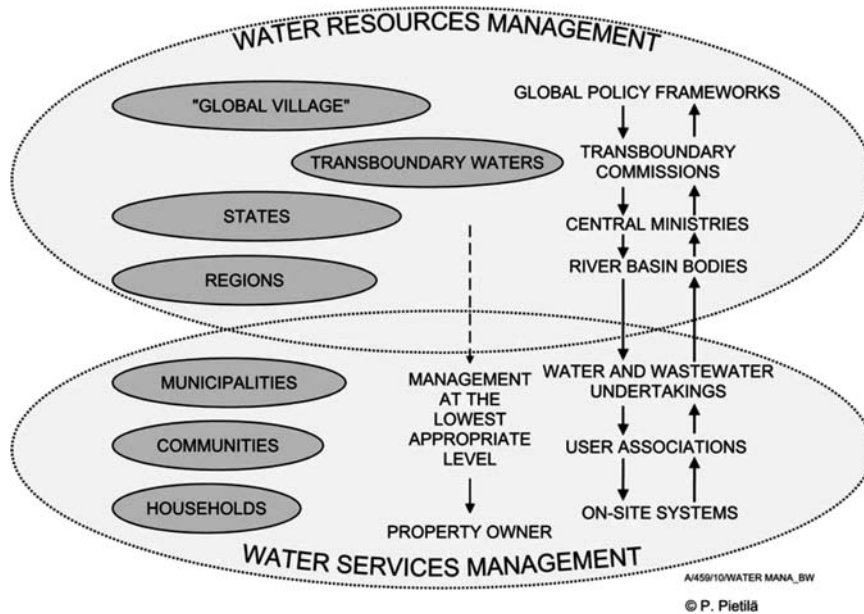 WATER RESOURCES MANAGEMENT
"GLOBAL VILLAGE"
TRANSBOUNDARY WATERS
STATES
REGIONS
GLOBAL POLICY FRAMEWORKS
TRANSBOUNDARY
COMMISSIONS
CENTRAL MINISTRIES
RIVER BASIN BODIES
MUNICIPALITIES
COMMUNITIES
HOUSEHOLDS
MANAGEMENT
AT THE
LOWEST
APPROPRIATE
LEVEL
PROPERTY OWNER
WATER AND WASTEWATER
UNDERTAKINGS
USER ASSOCIATIONS
ON-SITE SYSTEMS
WATER SERVICES MANAGEMENT
A/459/10/WATER MANA_BW
© P. Pietilä